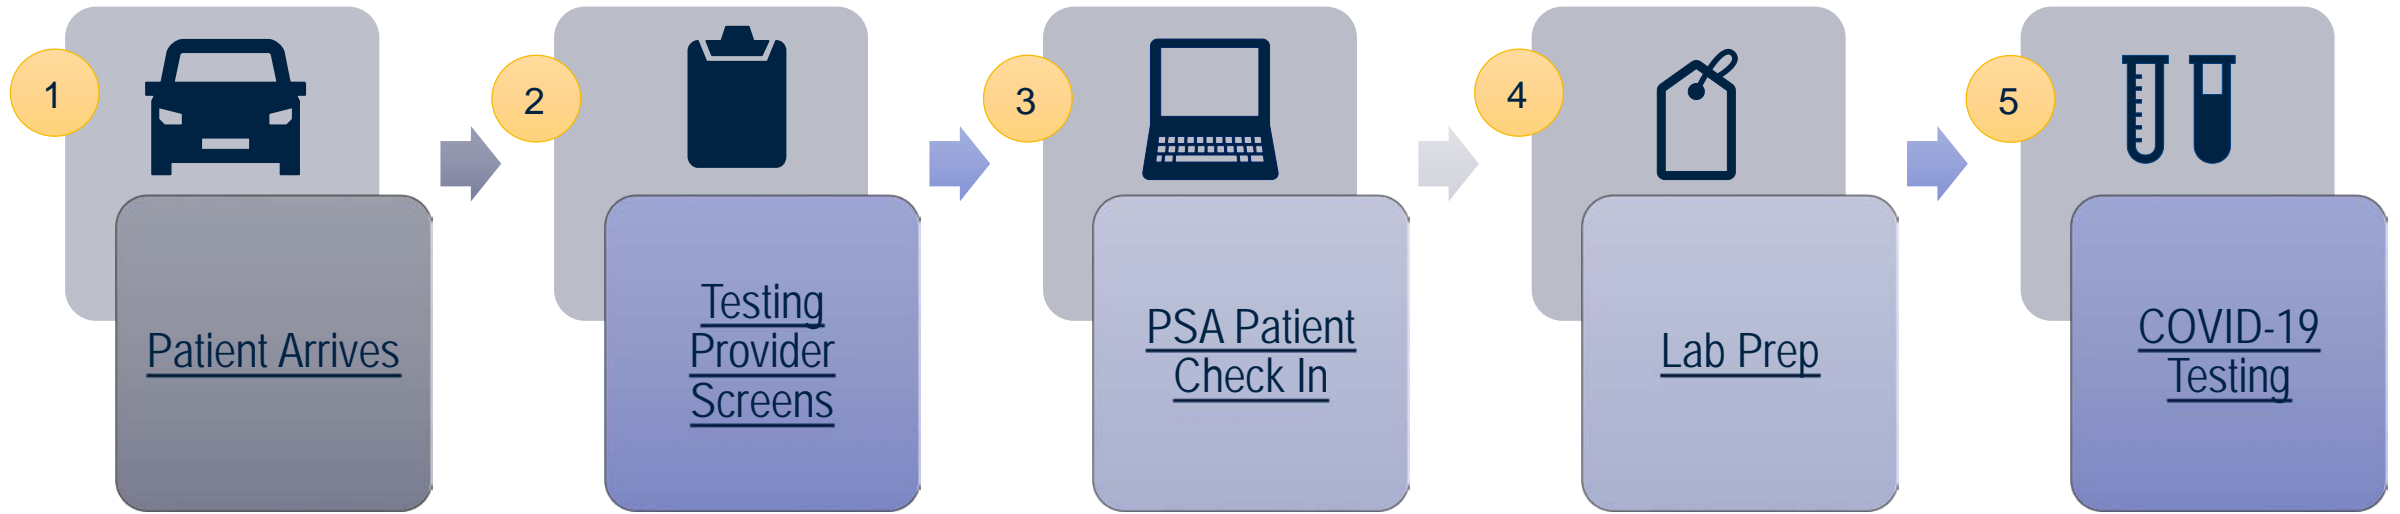 1
Patient Arrives
2
Testing
Provider
Screens
3
PSA Patient
Check In
4
Lab Prep
5
COVID-19
Testing